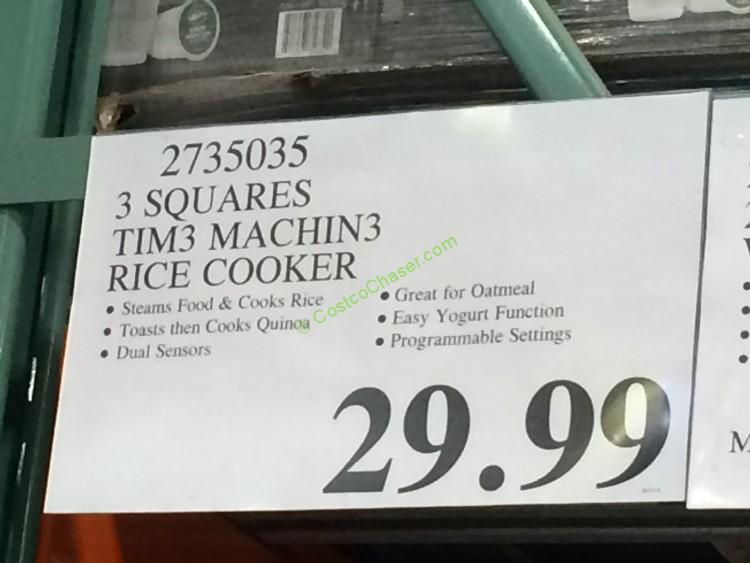 2735035
3 SQUARES
TIM3 MACHIN3
RICE COOKER
• Steams Food & Cooks Rice
• Toasts then Cooks Quinoa
• Dual Sensors
• Great for Oatmeal
• Easy Yogurt Function
• Programmable Settings
© CostcoChaser.com
29.99
M